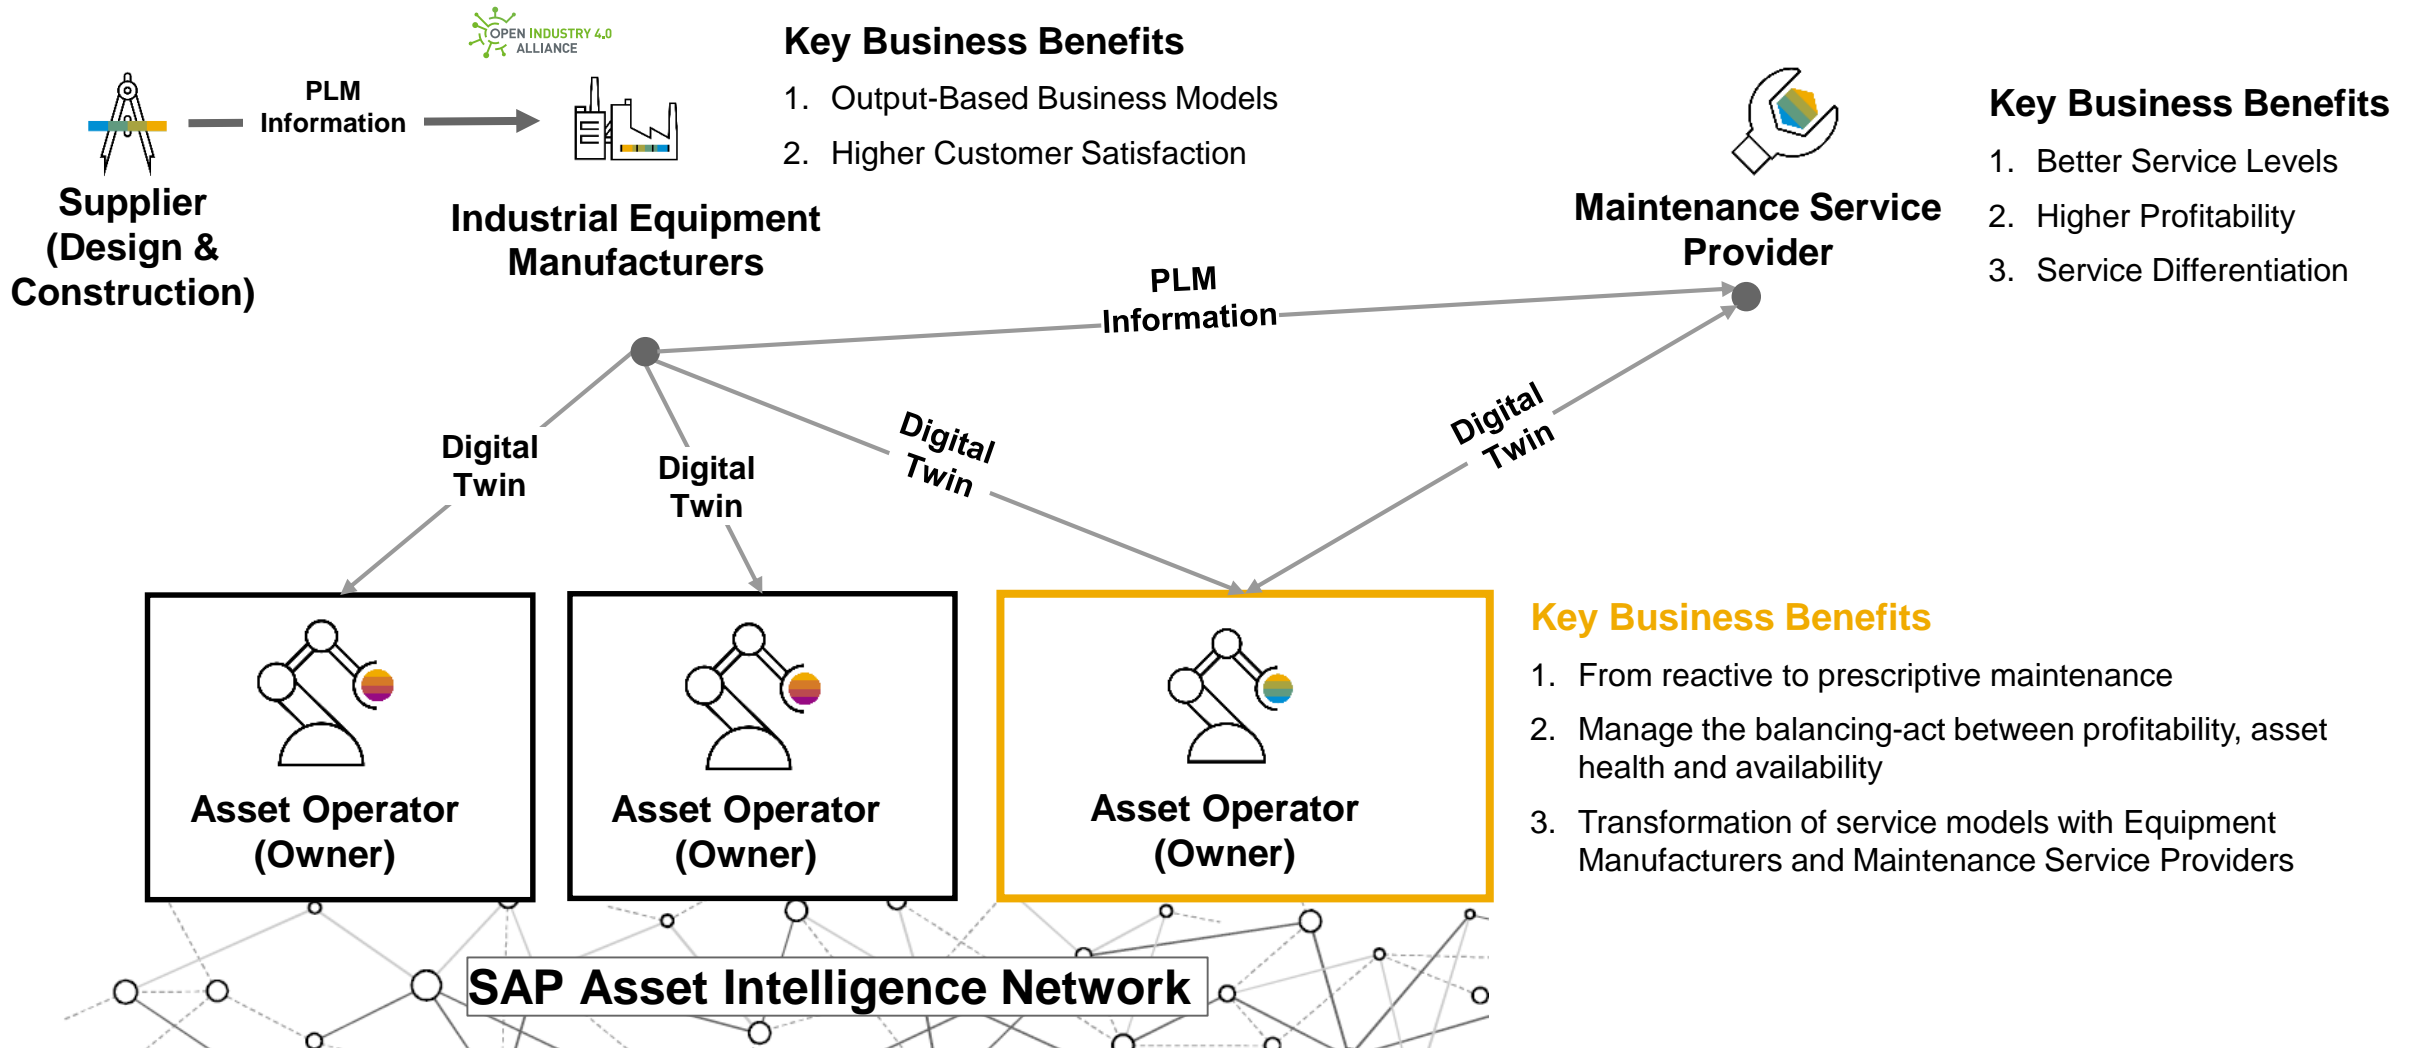 OPEN INDUSTRY 4.0
ALLIANCE
PLM
Information
Supplier
(Design &
Construction)
Industrial Equipment
Manufacturers
Key Business Benefits
1. Output-Based Business Models
2. Higher Customer Satisfaction
Maintenance Service
Provider
Key Business Benefits
1. Better Service Levels
2. Higher Profitability
3. Service Differentiation
PLM
Information
Digital
Twin
Digital
Twin
Digital
Twin
Digital
Twin
Asset Operator
(Owner)
Asset Operator
(Owner)
Asset Operator
(Owner)
Key Business Benefits
1. From reactive to prescriptive maintenance
2. Manage the balancing-act between profitability, asset
health and availability
3. Transformation of service models with Equipment
Manufacturers and Maintenance Service Providers
SAP Asset Intelligence Network